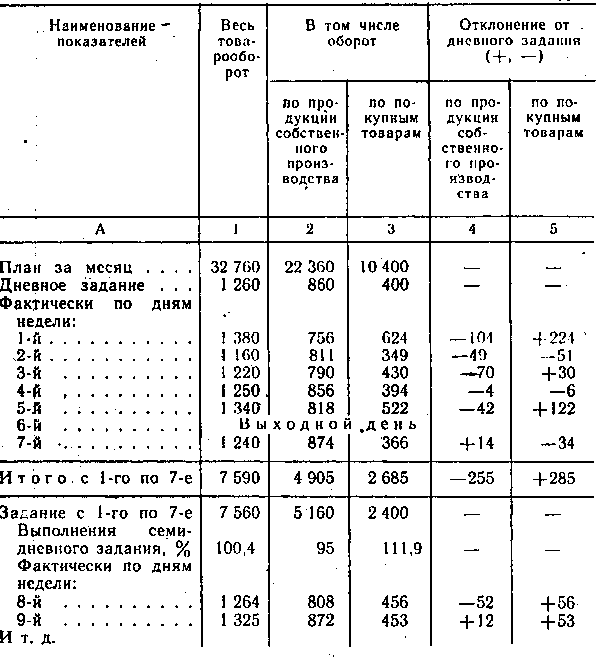 Наименование показателей | Весь товарооборот | В том числе оборот | Отклонение от дневного задания (+, —)
по продукции собственного производства | по покупным товарам | по продукции собственного производства | по покупным товарам
А | 1 | 2 | 3 | 4 | 5
План за месяц . . . . | 32 760 | 22 360 | 10 400 | — | —
Дневное задание . . . | 1 260 | 860 | 400 | — | —
Фактически по дням
недели:
1-й . . . . . . . . . . | 1 380 | 756 | 624 | —104 | +224
2-й . . . . . . . . . . | 1 160 | 811 | 349 | —49 | —51
3-й . . . . . . . . . . | 1 220 | 790 | 430 | —70 | +30
4-й . . . . . . . . . . | 1 250 | 856 | 394 | —4 | —6
5-й . . . . . . . . . . | 1 340 | 818 | 522 | —42 | +122
6-й . . . . . . . . . . | Выходной день
7-й . . . . . . . . . . | 1 240 | 874 | 366 | +14 | —34
Итого с 1-го по 7-е | 7 590 | 4 905 | 2 685 | —255 | +285
Задание с 1-го по 7-е | 7 560 | 5 160 | 2 400 | — | —
Выполнения семи-
дневного задания, % | 100,4 | 95 | 111,9 | — | —
Фактически по дням
недели:
8-й . . . . . . . . . . | 1 264 | 808 | 456 | —52 | +56
9-й . . . . . . . . . . | 1 325 | 872 | 453 | +12 | +53
И т. д.